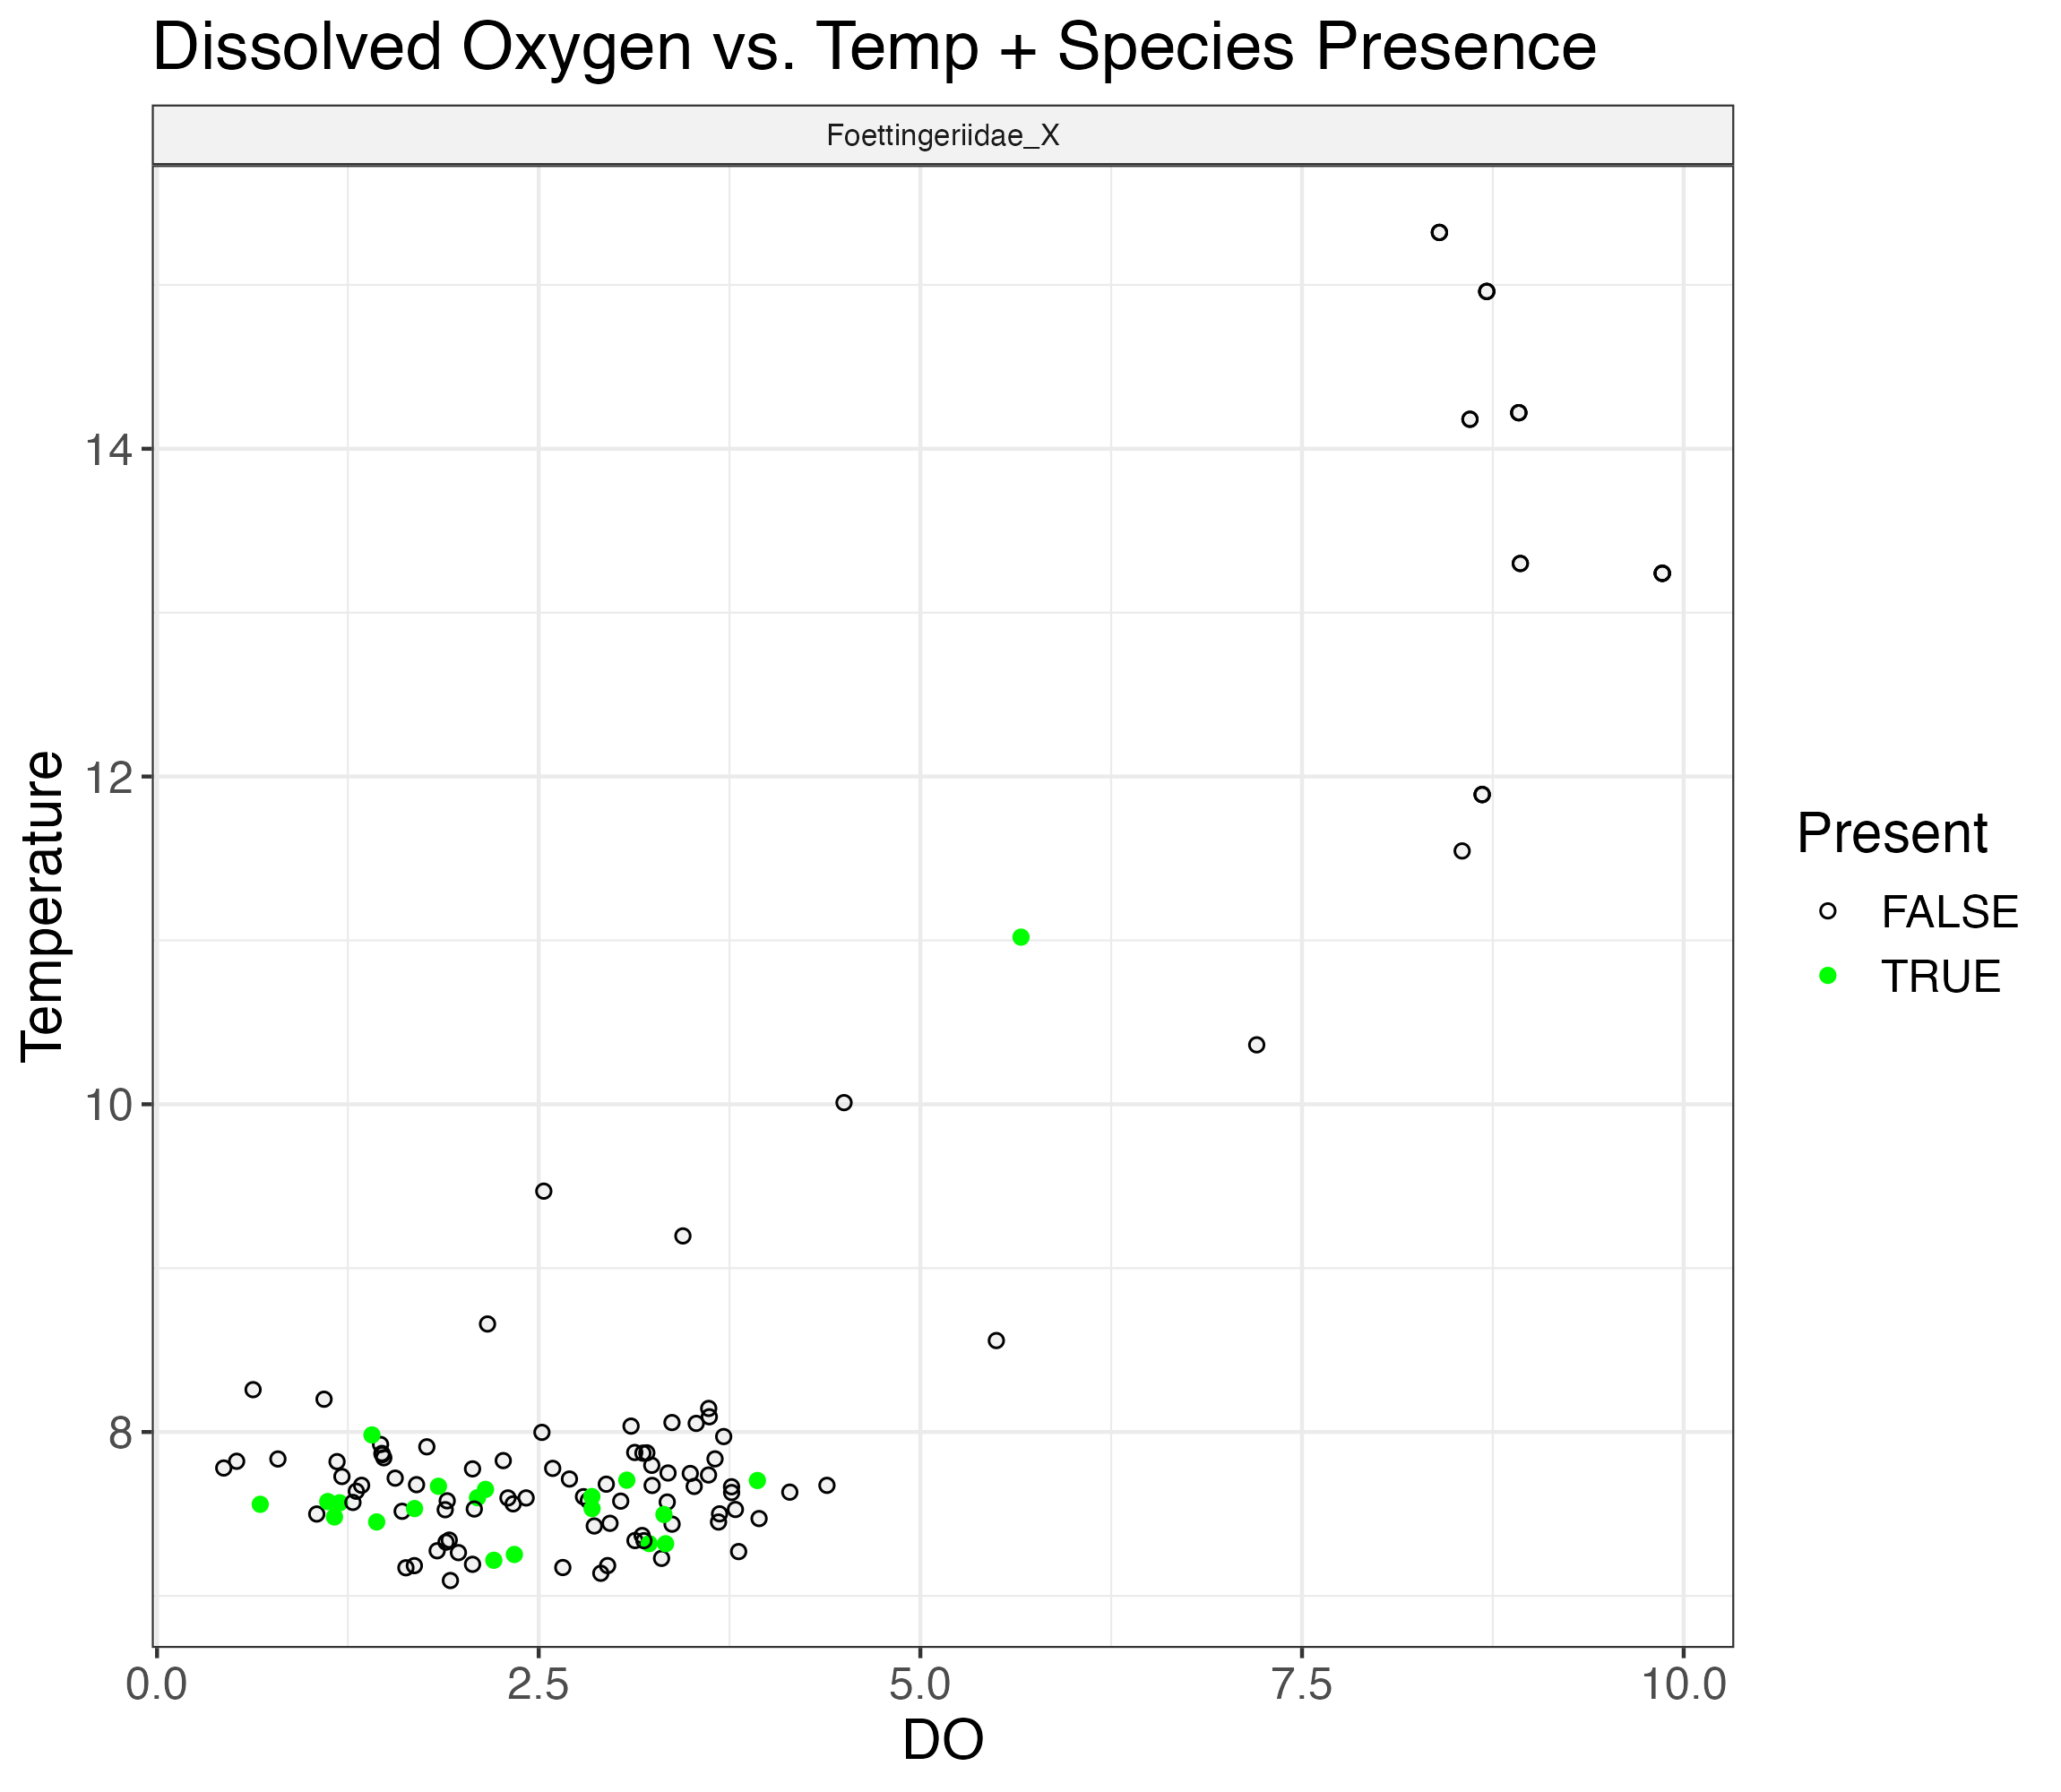 Dissolved Oxygen vs. Temp + Species Presence
Foettingeriidae_X
14
12
10
8
Temperature
0.0 2.5 5.0 7.5 10.0
DO
Present
FALSE
TRUE